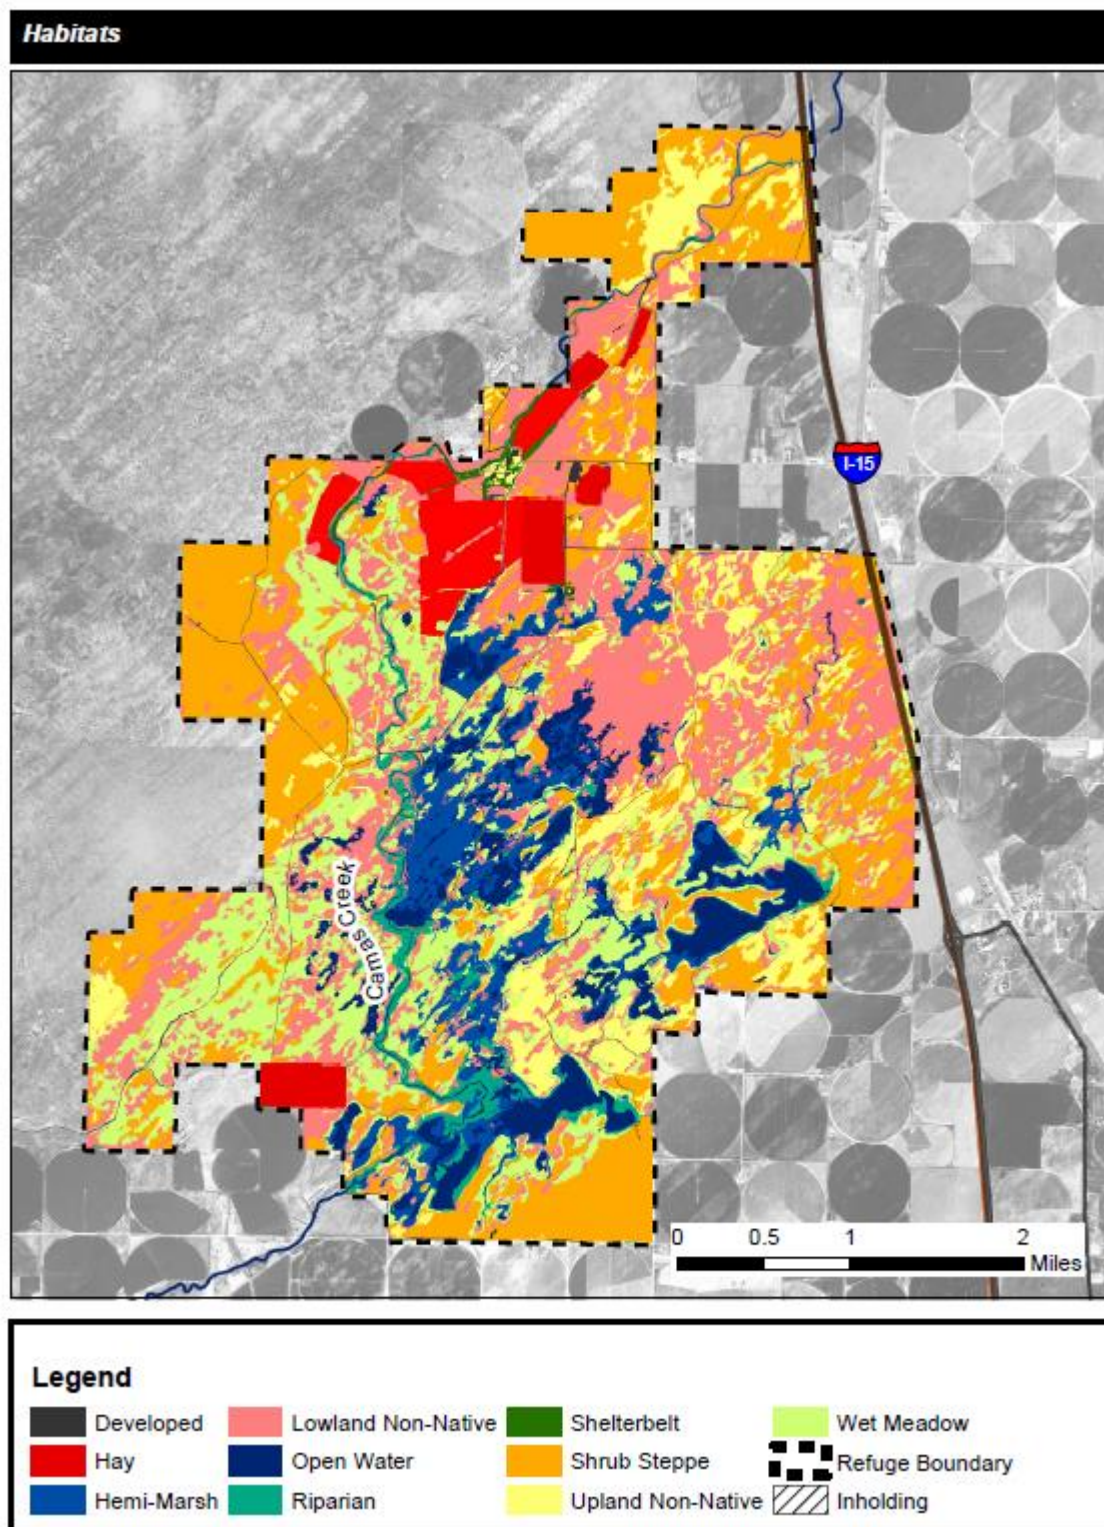 Habitats
I-15
Camas Creek
0 0.5 1 2
Miles
Legend
Developed Lowland Non-Native Shelterbelt Wet Meadow
Hay Open Water Shrub Steppe Refuge Boundary
Hemi-Marsh Riparian Upland Non-Native Inholding